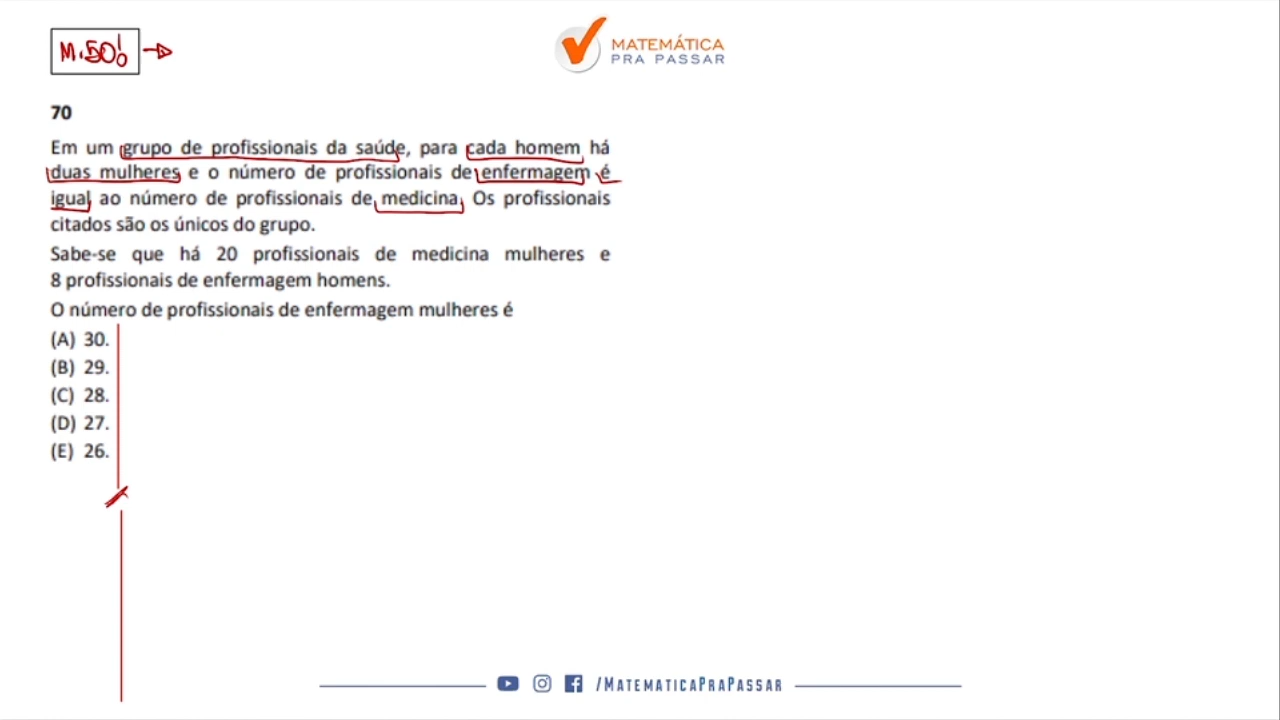 M.50!
MATEMÁTICA
PRA PASSAR
70
Em um grupo de profissionais da saúde, para cada homem há
duas mulheres e o número de profissionais de enfermagem é
igual ao número de profissionais de medicina. Os profissionais
citados são os únicos do grupo.
Sabe-se que há 20 profissionais de medicina mulheres e
8 profissionais de enfermagem homens.
O número de profissionais de enfermagem mulheres é
(A) 30.
(B) 29.
(C) 28.
(D) 27.
(E) 26.
/MATEMATICAPRAPASSAR